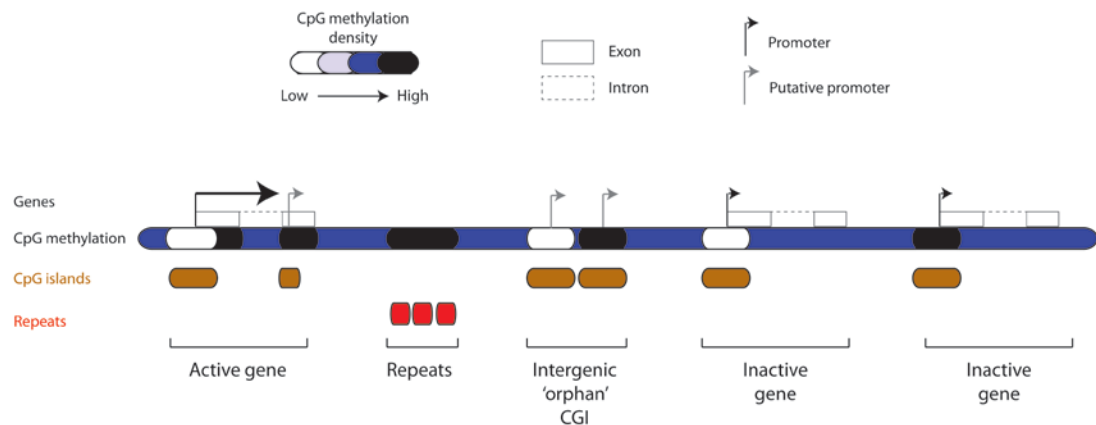 CpG methylation
density
Low
High
Exon
Intron
Promoter
Putative promoter
Genes
CpG methylation
CpG islands
Repeats
Active gene
Repeats
Intergenic
'orphan'
CGI
Inactive
gene
Inactive
gene